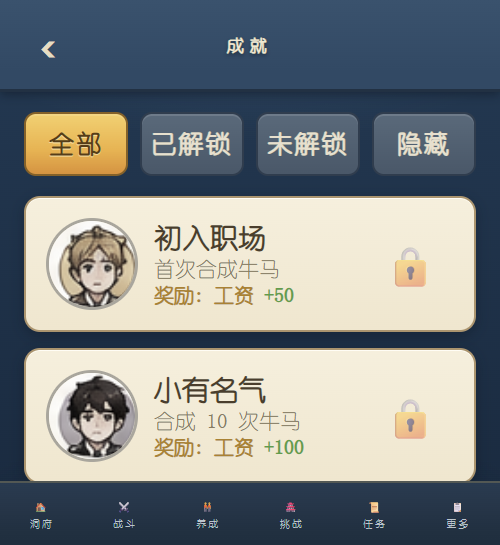 成就
全部 已解锁 未解锁 隐藏
初入职场
首次合成牛马
奖励: 工资 +50
小有名气
合成 10 次牛马
奖励: 工资 +100
洞府 战斗 养成 挑战 任务 更多